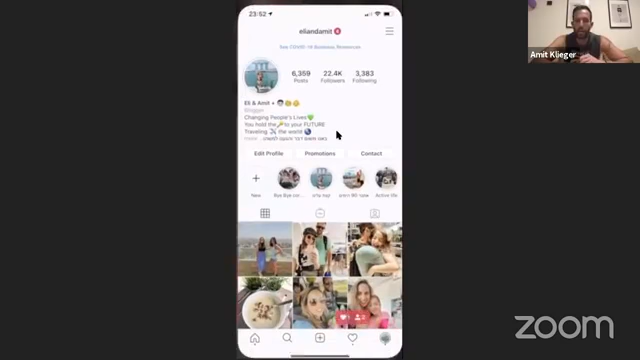 23:52
eliandamit 6
See COVID-19 Business Resources
6,359 22.4K 3,383
Posts Followers Following
Eli & Amit
Blogger
Changing People's Lives
You hold the to your FUTURE
Traveling the world
Edit Profile Promotions Contact
New Active life
Amit Klieger
zoom